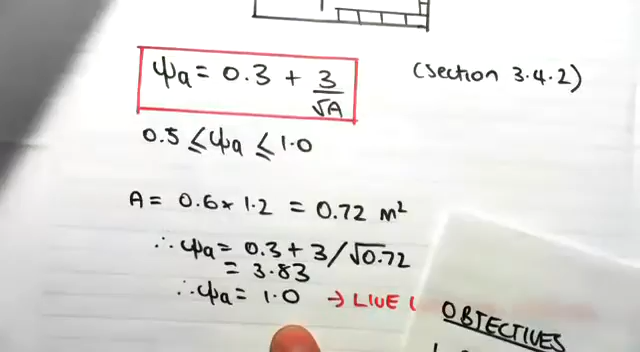 ψa = 0.3 + 3/√A (Section 3.4.2)
0.5 ≤ ψa ≤ 1.0
A = 0.6 × 1.2 = 0.72 m²
∴ ψa = 0.3 + 3/√0.72
= 3.83
∴ ψa = 1.0 → LIVE
OBJECTIVES